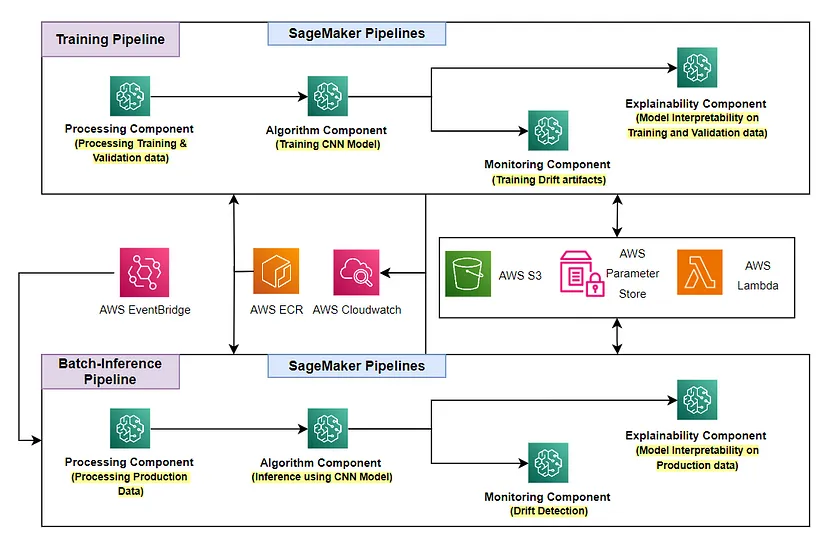 Training Pipeline
SageMaker Pipelines
Processing Component
(Processing Training &
Validation data)
Algorithm Component
(Training CNN Model)
Monitoring Component
(Training Drift artifacts)
Explainability Component
(Model Interpretability on
Training and Validation data)
AWS EventBridge
AWS ECR
AWS Cloudwatch
AWS S3
AWS
Parameter
Store
AWS
Lambda
Batch-Inference
Pipeline
SageMaker Pipelines
Processing Component
(Processing Production
Data)
Algorithm Component
(Inference using CNN Model)
Monitoring Component
(Drift Detection)
Explainability Component
(Model Interpretability on
Production data)